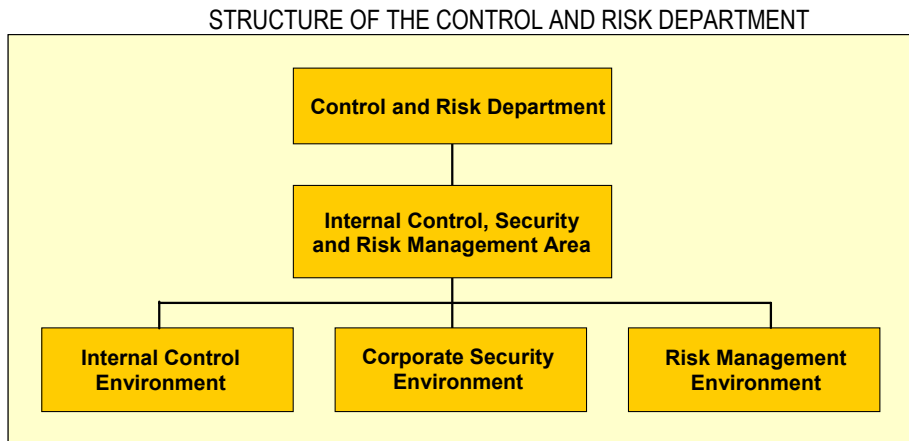 STRUCTURE OF THE CONTROL AND RISK DEPARTMENT
Control and Risk Department
Internal Control, Security
and Risk Management Area
Internal Control
Environment
Corporate Security
Environment
Risk Management
Environment